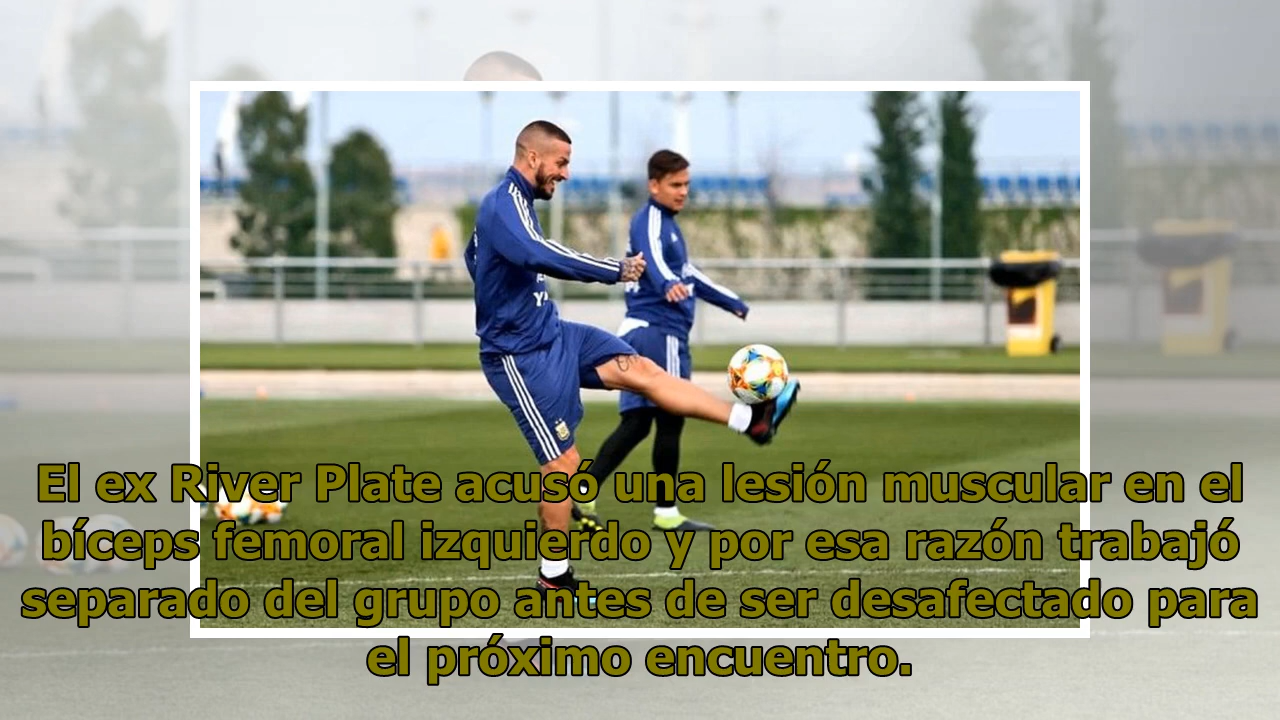 El ex River Plate acusó una lesión muscular en el
bíceps femoral izquierdo y por esa razón trabajó
separado del grupo antes de ser desafectado para
el próximo encuentro.